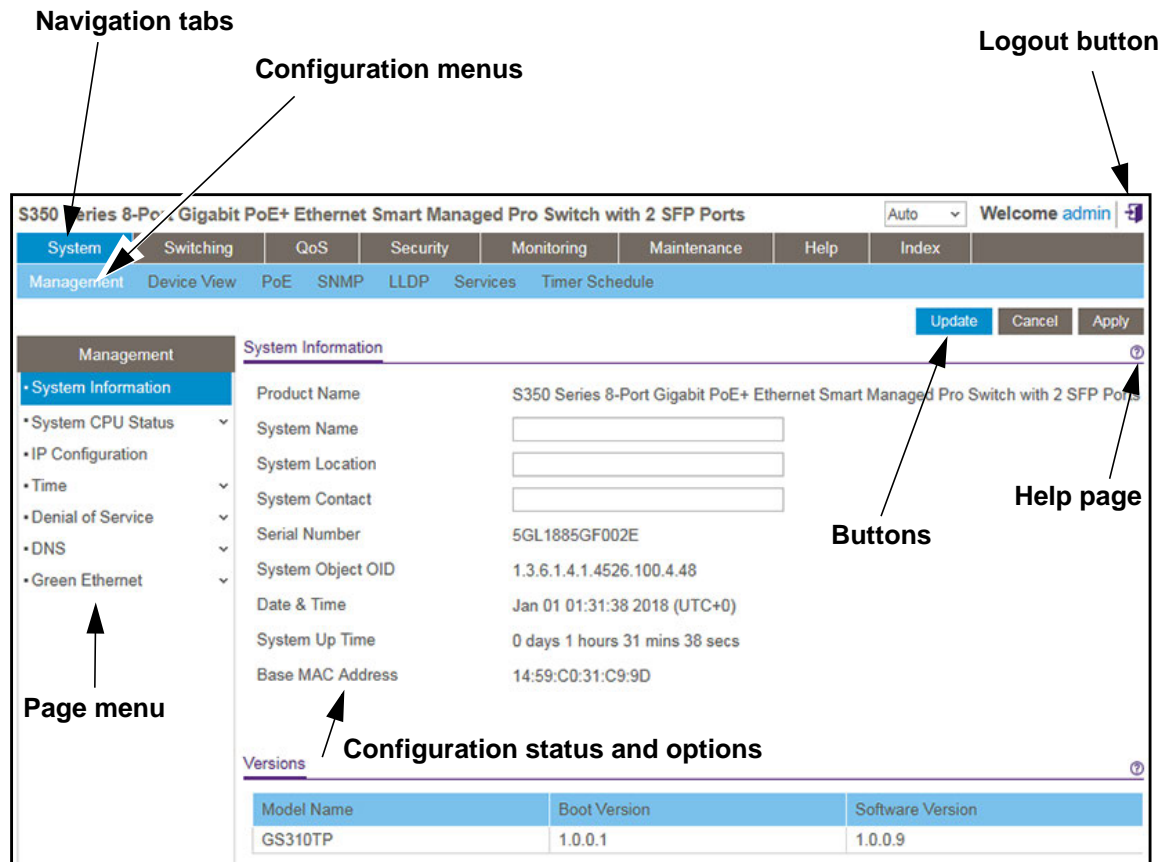 Navigation tabs
Logout button
Configuration menus
S350 Series 8-Port Gigabit PoE+ Ethernet Smart Managed Pro Switch with 2 SFP Ports
Auto
Welcome admin
System Switching QoS Security Monitoring Maintenance Help Index
Management Device View PoE SNMP LLDP Services Timer Schedule
Update Cancel Apply
Management
• System Information
• System CPU Status
• IP Configuration
• Time
• Denial of Service
• DNS
• Green Ethernet
System Information
?
Product Name S350 Series 8-Port Gigabit PoE+ Ethernet Smart Managed Pro Switch with 2 SFP Ports
System Name
System Location
System Contact
Serial Number 5GL1885GF002E
System Object OID 1.3.6.1.4.1.4526.100.4.48
Date & Time Jan 01 01:31:38 2018 (UTC+0)
System Up Time 0 days 1 hours 31 mins 38 secs
Base MAC Address 14:59:C0:31:C9:9D
Help page
Buttons
Page menu
Configuration status and options
Versions
?
Model Name Boot Version Software Version
GS310TP 1.0.0.1 1.0.0.9